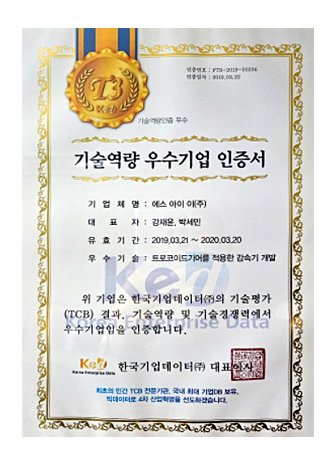 인증일자 : 2019.03.22
TB
KED
기술역량인증 우수
기술역량 우수기업 인증서
기 업 체 명 : 에스 아이 이(주)
대 표 자 : 강재윤, 박세민
유 효 기 간 : 2019.03.21 ~ 2020.03.20
우 수 기 술 : 트로코이드기어를 적용한 감속기 개발
KeD
Korea Enterprise Data
위 기업은 한국기업데이터㈜의 기술평가
(TCB) 결과, 기술역량 및 기술경쟁력에서
우수기업임을 인증합니다.
KeD 한국기업데이터㈜ 대표이사
Korea Enterprise Data
최초의 민간 TCB 전문기관, 국내 최대 기업DB 보유,
빅데이터로 4차 산업혁명을 선도하겠습니다.